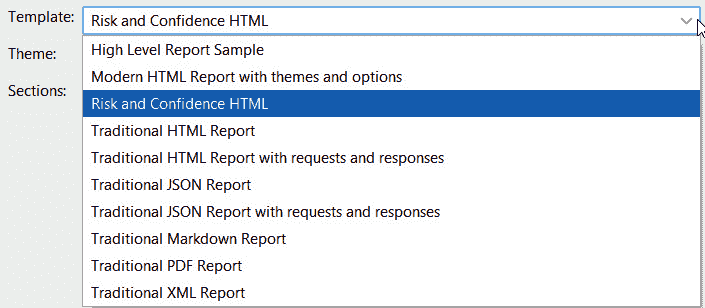 Template: Risk and Confidence HTML
High Level Report Sample
Theme:
Modern HTML Report with themes and options
Sections:
Risk and Confidence HTML
Traditional HTML Report
Traditional HTML Report with requests and responses
Traditional JSON Report
Traditional JSON Report with requests and responses
Traditional Markdown Report
Traditional PDF Report
Traditional XML Report